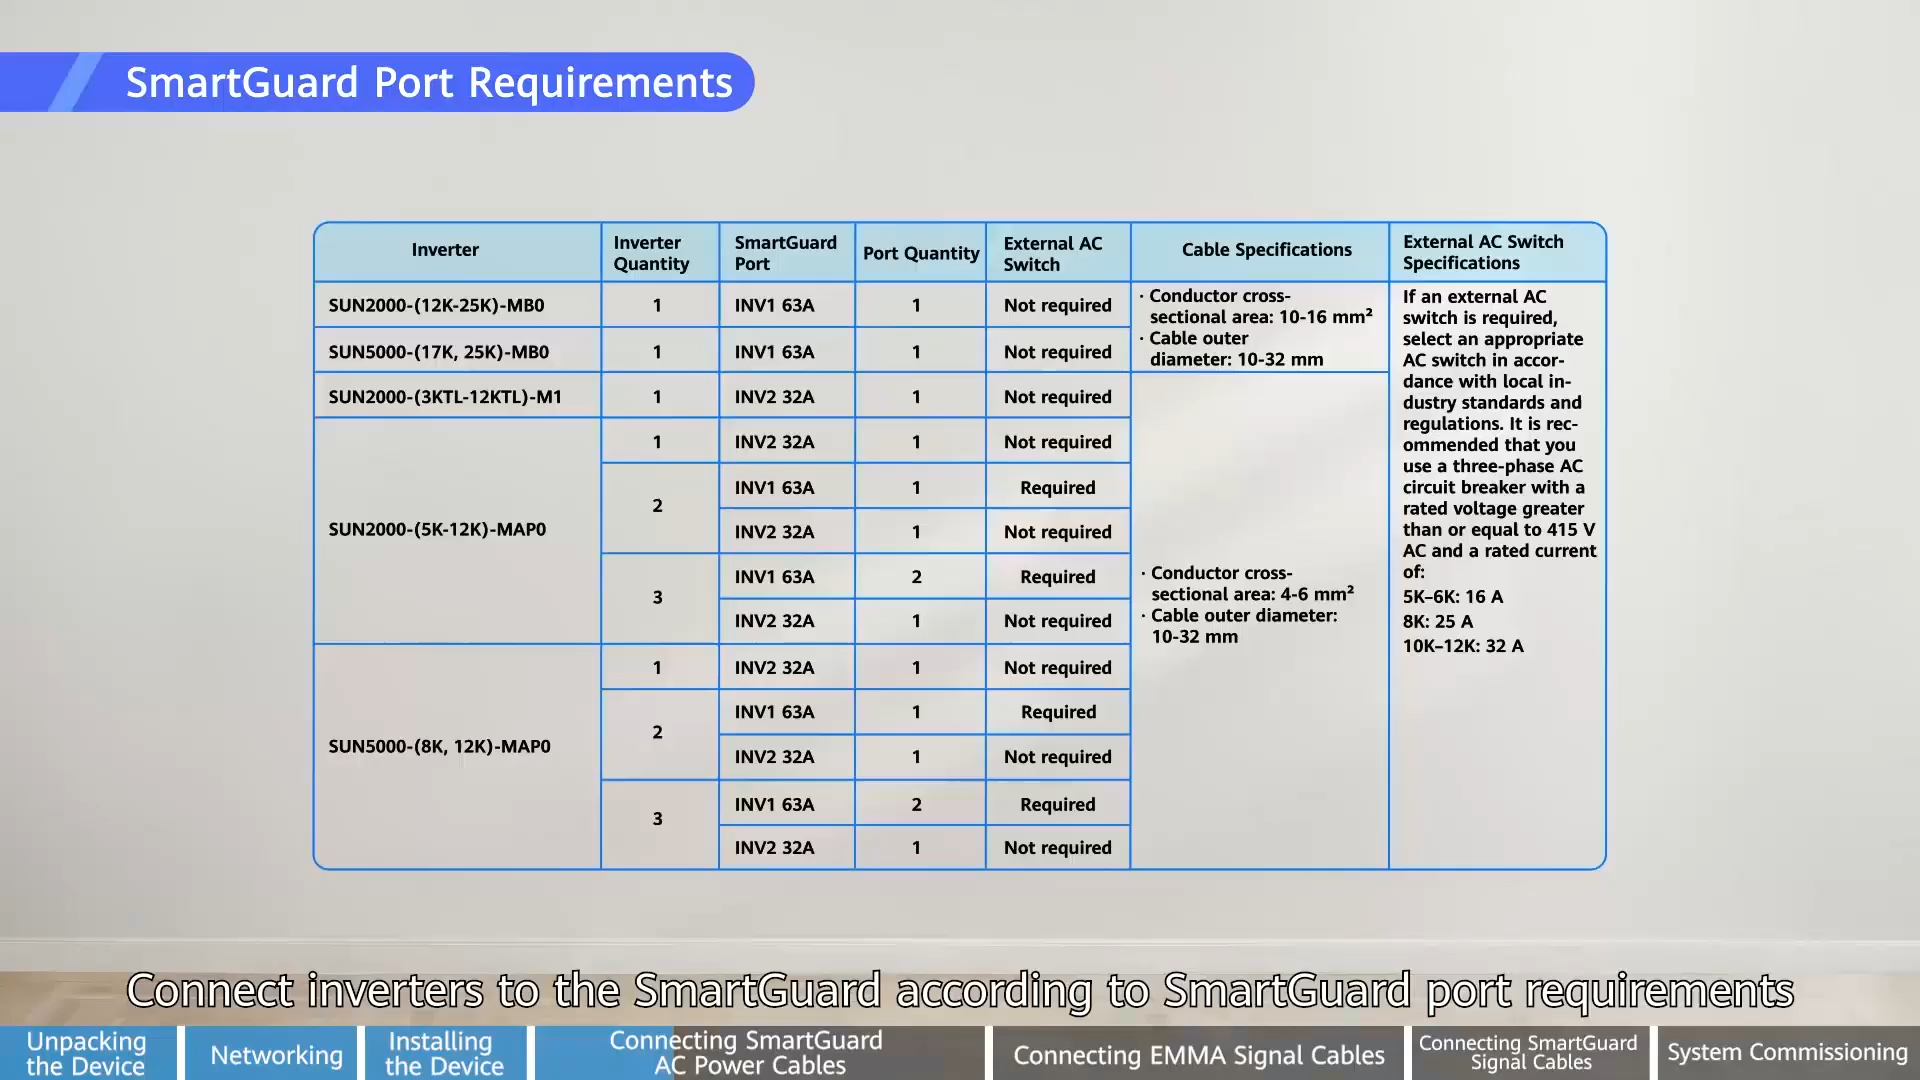 SmartGuard Port Requirements
Inverter
Inverter
Quantity
SmartGuard
Port
Port Quantity
External AC
Switch
Cable Specifications
External AC Switch
Specifications
SUN2000-(12K-25K)-MB0
1
INV1 63A
1
Not required
· Conductor cross-
sectional area: 10-16 mm²
· Cable outer
diameter: 10-32 mm
If an external AC
switch is required,
select an appropriate
AC switch in accor-
dance with local in-
dustry standards and
regulations. It is rec-
ommended that you
use a three-phase AC
circuit breaker with a
rated voltage greater
than or equal to 415 V
AC and a rated current
of:
5K–6K: 16 A
8K: 25 A
10K–12K: 32 A
SUN5000-(17K, 25K)-MB0
1
INV1 63A
1
Not required
SUN2000-(3KTL-12KTL)-M1
1
INV2 32A
1
Not required
· Conductor cross-
sectional area: 4-6 mm²
· Cable outer diameter:
10-32 mm
SUN2000-(5K-12K)-MAP0
1
INV2 32A
1
Not required
2
INV1 63A
1
Required
INV2 32A
1
Not required
3
INV1 63A
2
Required
INV2 32A
1
Not required
SUN5000-(8K, 12K)-MAP0
1
INV2 32A
1
Not required
2
INV1 63A
1
Required
INV2 32A
1
Not required
3
INV1 63A
2
Required
INV2 32A
1
Not required
Connect inverters to the SmartGuard according to SmartGuard port requirements
Unpacking
the Device
Networking
Installing
the Device
Connecting SmartGuard
AC Power Cables
Connecting EMMA Signal Cables
Connecting SmartGuard
Signal Cables
System Commissioning